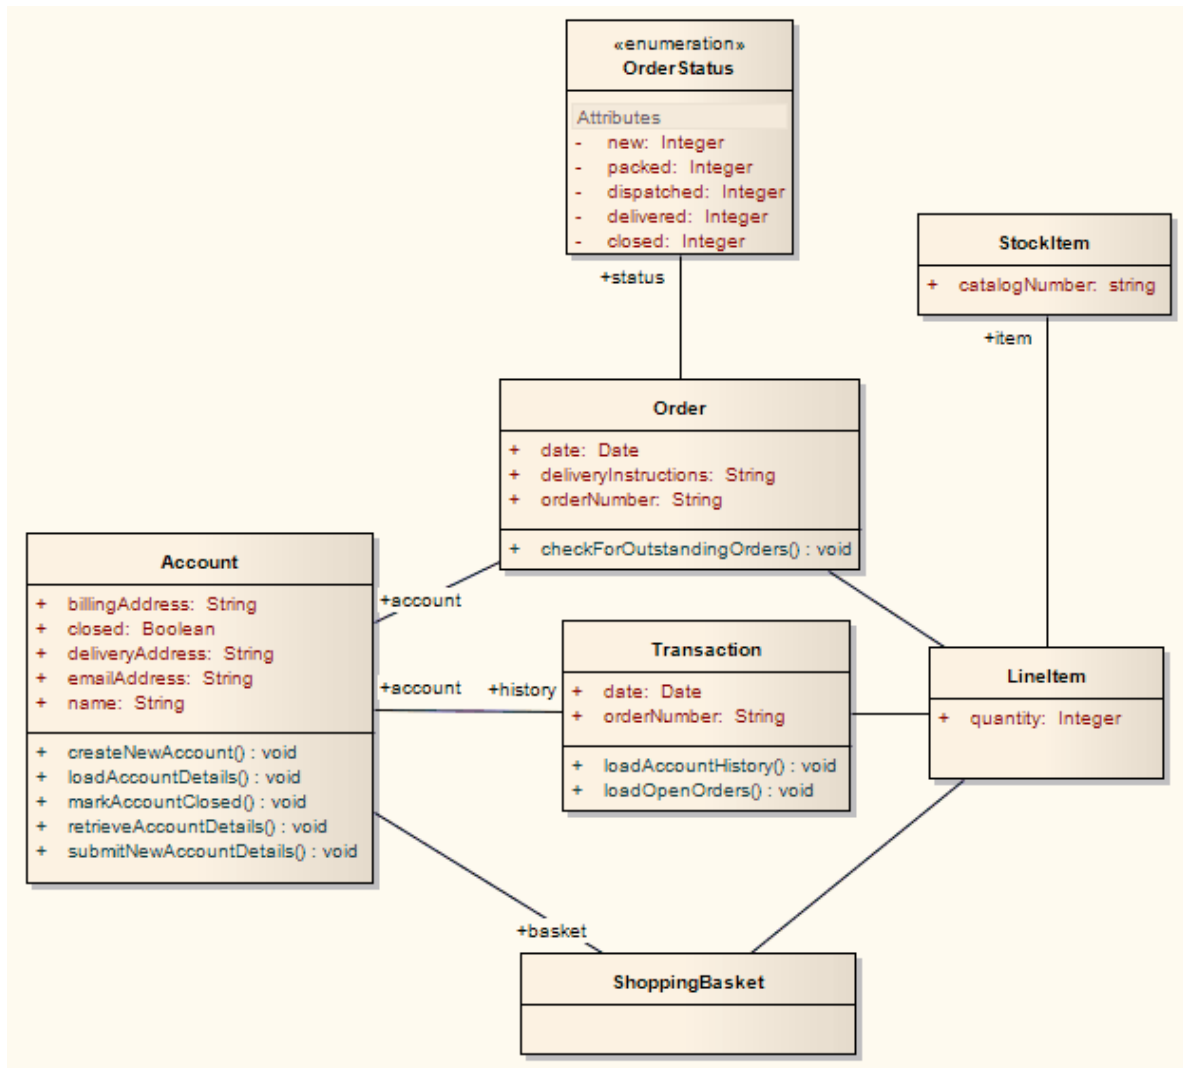 «enumeration»
OrderStatus
Attributes
- new: Integer
- packed: Integer
- dispatched: Integer
- delivered: Integer
- closed: Integer
+status
StockItem
+ catalogNumber: string
+item
Order
+ date: Date
+ deliveryInstructions: String
+ orderNumber: String
+ checkForOutstandingOrders() : void
Account
+ billingAddress: String
+ closed: Boolean
+ deliveryAddress: String
+ emailAddress: String
+ name: String
+ createNewAccount() : void
+ loadAccountDetails() : void
+ markAccountClosed() : void
+ retrieveAccountDetails() : void
+ submitNewAccountDetails() : void
+account
+account
+history
Transaction
+ date: Date
+ orderNumber: String
+ loadAccountHistory() : void
+ loadOpenOrders() : void
LineItem
+ quantity: Integer
+basket
ShoppingBasket